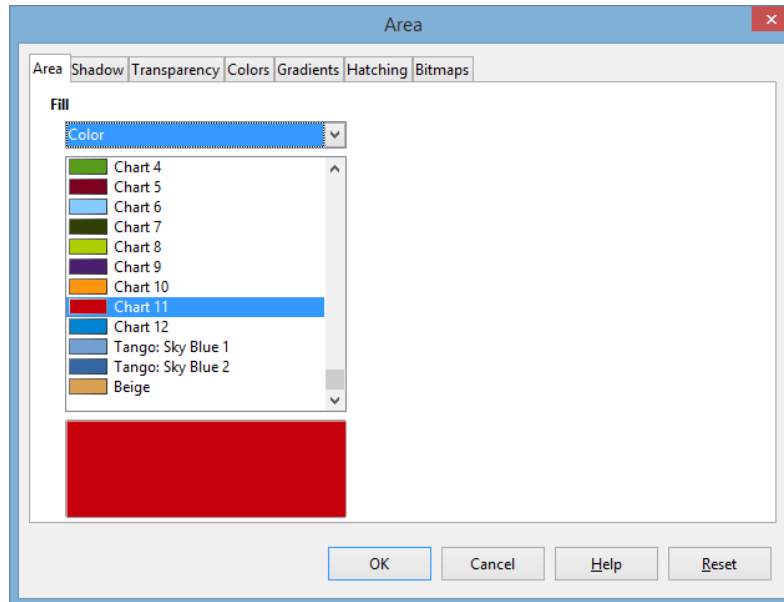 Area
Area Shadow Transparency Colors Gradients Hatching Bitmaps
Fill
Color
Chart 4
Chart 5
Chart 6
Chart 7
Chart 8
Chart 9
Chart 10
Chart 11
Chart 12
Tango: Sky Blue 1
Tango: Sky Blue 2
Beige
OK Cancel Help Reset